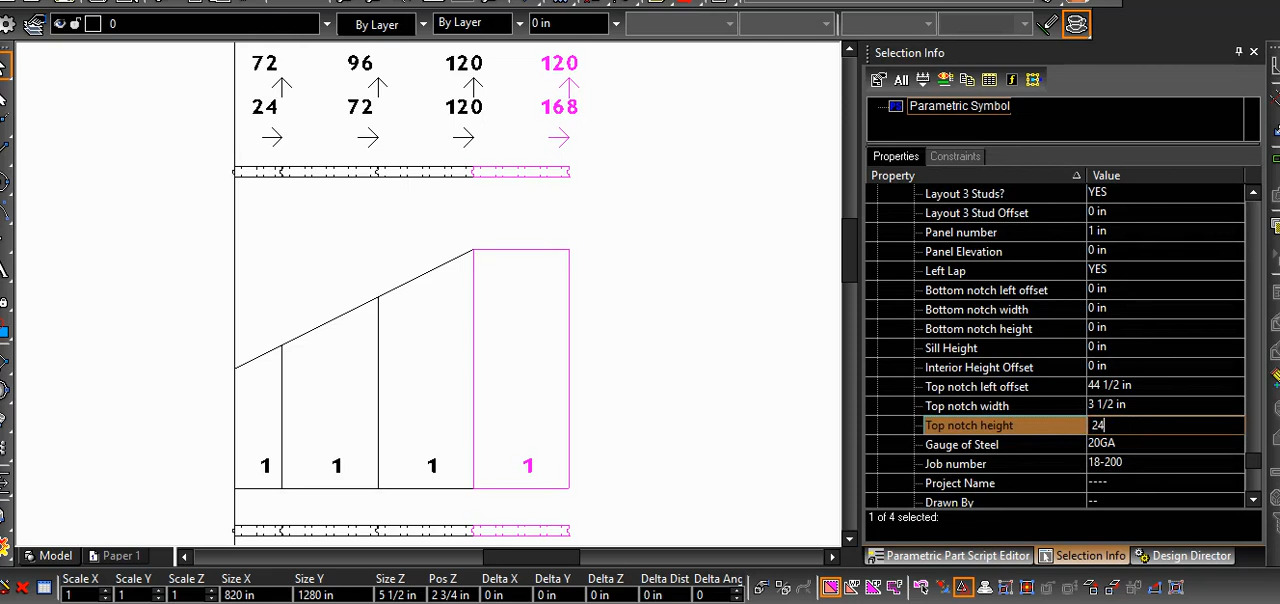 0
By Layer
By Layer
0 in
72 96 120 120
24 72 120 168
1 1 1 1
Model
Paper 1
Selection Info
All
Parametric Symbol
Properties
Constraints
Property Value
Layout 3 Studs? YES
Layout 3 Stud Offset 0 in
Panel number 1 in
Panel Elevation 0 in
Left Lap YES
Bottom notch left offset 0 in
Bottom notch width 0 in
Bottom notch height 0 in
Sill Height 0 in
Interior Height Offset 0 in
Top notch left offset 44 1/2 in
Top notch width 3 1/2 in
Top notch height 24
Gauge of Steel 20GA
Job number 18-200
Project Name ----
Drawn By --
1 of 4 selected:
Parametric Part Script Editor
Selection Info
Design Director
Scale X Scale Y Scale Z Size X Size Y Size Z Pos Z Delta X Delta Y Delta Z Delta Dist Delta Ang
1 1 1 820 in 1280 in 5 1/2 in 2 3/4 in 0 in 0 in 0 in 0 in 0